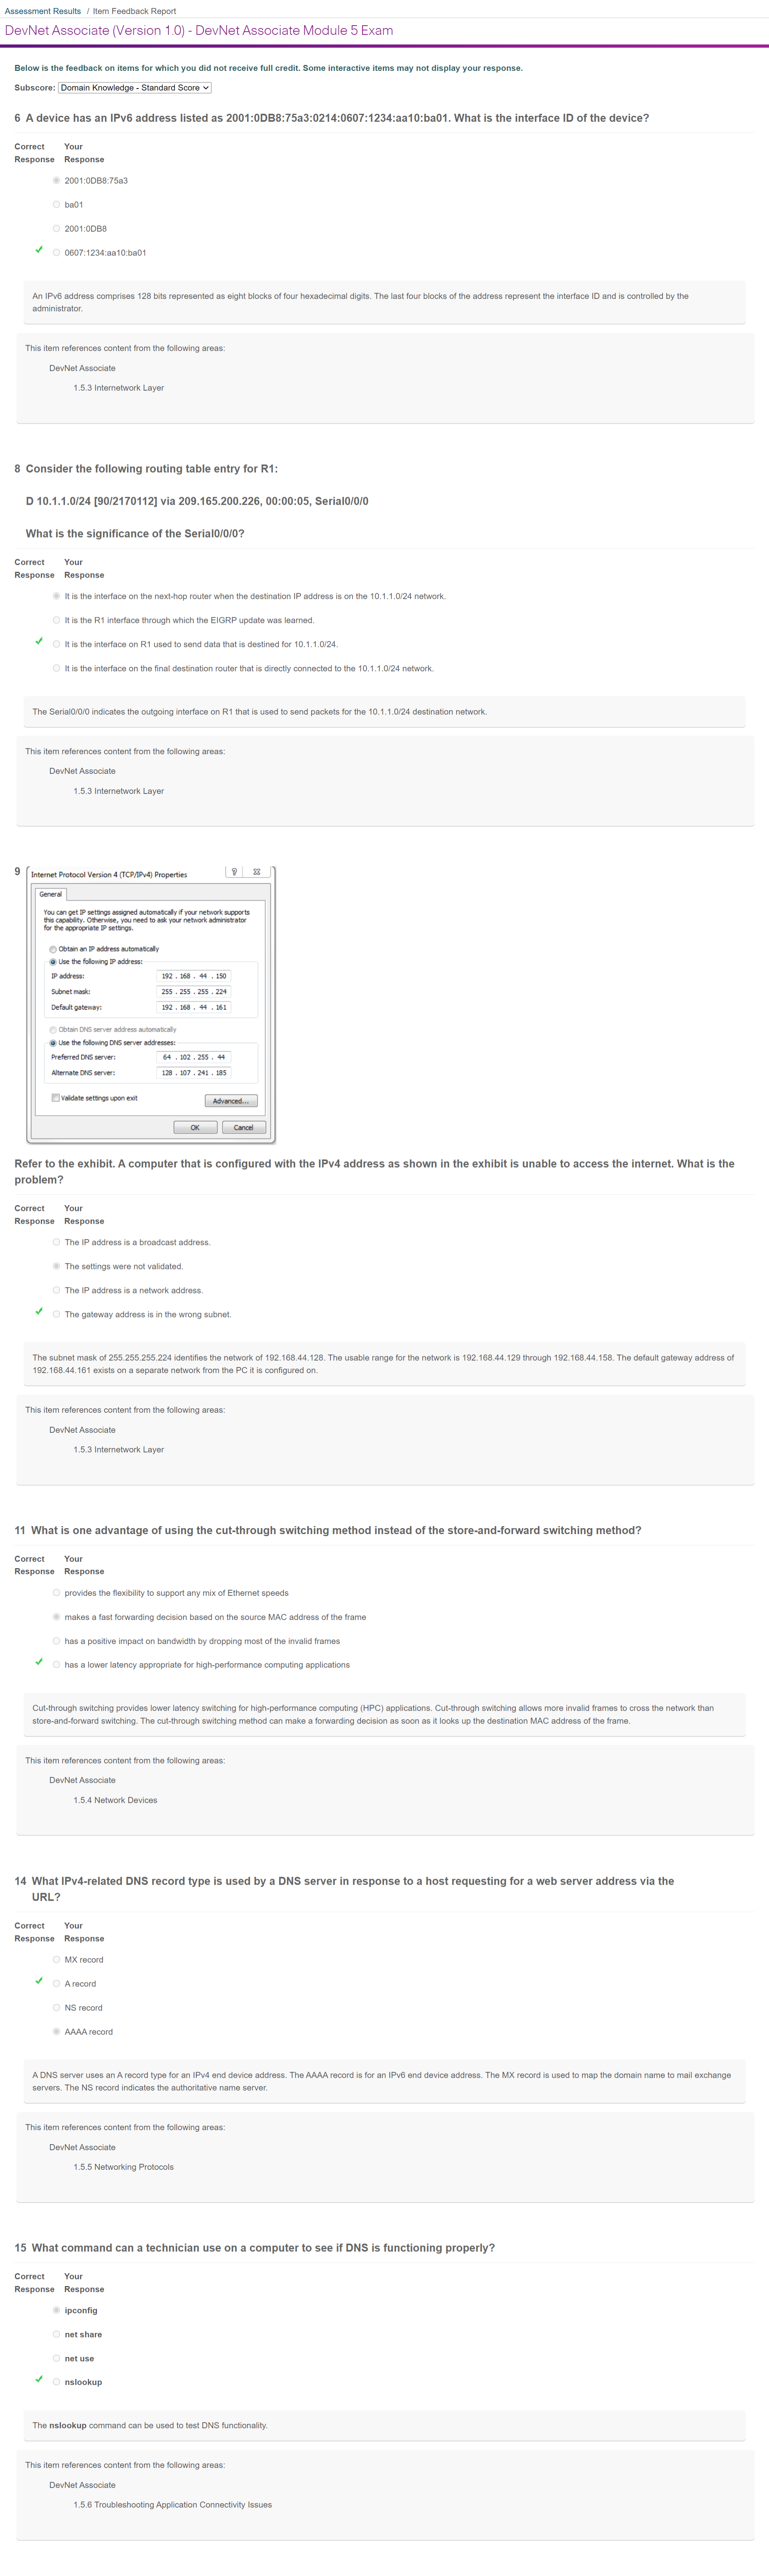 Assessment Results / Item Feedback Report
DevNet Associate (Version 1.0) - DevNet Associate Module 5 Exam
Below is the feedback on items for which you did not receive full credit. Some interactive items may not display your response.
Subscore: Domain Knowledge - Standard Score
6 A device has an IPv6 address listed as 2001:0DB8:75a3:0214:0607:1234:aa10:ba01. What is the interface ID of the device?
Correct Your
Response Response
2001:0DB8:75a3
ba01
2001:0DB8
0607:1234:aa10:ba01
An IPv6 address comprises 128 bits represented as eight blocks of four hexadecimal digits. The last four blocks of the address represent the interface ID and is controlled by the
administrator.
This item references content from the following areas:
DevNet Associate
1.5.3 Internetwork Layer
8 Consider the following routing table entry for R1:
D 10.1.1.0/24 [90/2170112] via 209.165.200.226, 00:00:05, Serial0/0/0
What is the significance of the Serial0/0/0?
Correct Your
Response Response
It is the interface on the next-hop router when the destination IP address is on the 10.1.1.0/24 network.
It is the R1 interface through which the EIGRP update was learned.
It is the interface on R1 used to send data that is destined for 10.1.1.0/24.
It is the interface on the final destination router that is directly connected to the 10.1.1.0/24 network.
The Serial0/0/0 indicates the outgoing interface on R1 that is used to send packets for the 10.1.1.0/24 destination network.
This item references content from the following areas:
DevNet Associate
1.5.3 Internetwork Layer
9
Internet Protocol Version 4 (TCP/IPv4) Properties
General
You can get IP settings assigned automatically if your network supports
this capability. Otherwise, you need to ask your network administrator
for the appropriate IP settings.
Obtain an IP address automatically
Use the following IP address:
IP address: 192 . 168 . 44 . 150
Subnet mask: 255 . 255 . 255 . 224
Default gateway: 192 . 168 . 44 . 161
Obtain DNS server address automatically
Use the following DNS server addresses:
Preferred DNS server: 64 . 102 . 255 . 44
Alternate DNS server: 128 . 107 . 241 . 185
Validate settings upon exit
Advanced...
OK Cancel
Refer to the exhibit. A computer that is configured with the IPv4 address as shown in the exhibit is unable to access the internet. What is the
problem?
Correct Your
Response Response
The IP address is a broadcast address.
The settings were not validated.
The IP address is a network address.
The gateway address is in the wrong subnet.
The subnet mask of 255.255.255.224 identifies the network of 192.168.44.128. The usable range for the network is 192.168.44.129 through 192.168.44.158. The default gateway address of
192.168.44.161 exists on a separate network from the PC it is configured on.
This item references content from the following areas:
DevNet Associate
1.5.3 Internetwork Layer
11 What is one advantage of using the cut-through switching method instead of the store-and-forward switching method?
Correct Your
Response Response
provides the flexibility to support any mix of Ethernet speeds
makes a fast forwarding decision based on the source MAC address of the frame
has a positive impact on bandwidth by dropping most of the invalid frames
has a lower latency appropriate for high-performance computing applications
Cut-through switching provides lower latency switching for high-performance computing (HPC) applications. Cut-through switching allows more invalid frames to cross the network than
store-and-forward switching. The cut-through switching method can make a forwarding decision as soon as it looks up the destination MAC address of the frame.
This item references content from the following areas:
DevNet Associate
1.5.4 Network Devices
14 What IPv4-related DNS record type is used by a DNS server in response to a host requesting for a web server address via the
URL?
Correct Your
Response Response
MX record
A record
NS record
AAAA record
A DNS server uses an A record type for an IPv4 end device address. The AAAA record is for an IPv6 end device address. The MX record is used to map the domain name to mail exchange
servers. The NS record indicates the authoritative name server.
This item references content from the following areas:
DevNet Associate
1.5.5 Networking Protocols
15 What command can a technician use on a computer to see if DNS is functioning properly?
Correct Your
Response Response
ipconfig
net share
net use
nslookup
The nslookup command can be used to test DNS functionality.
This item references content from the following areas:
DevNet Associate
1.5.6 Troubleshooting Application Connectivity Issues